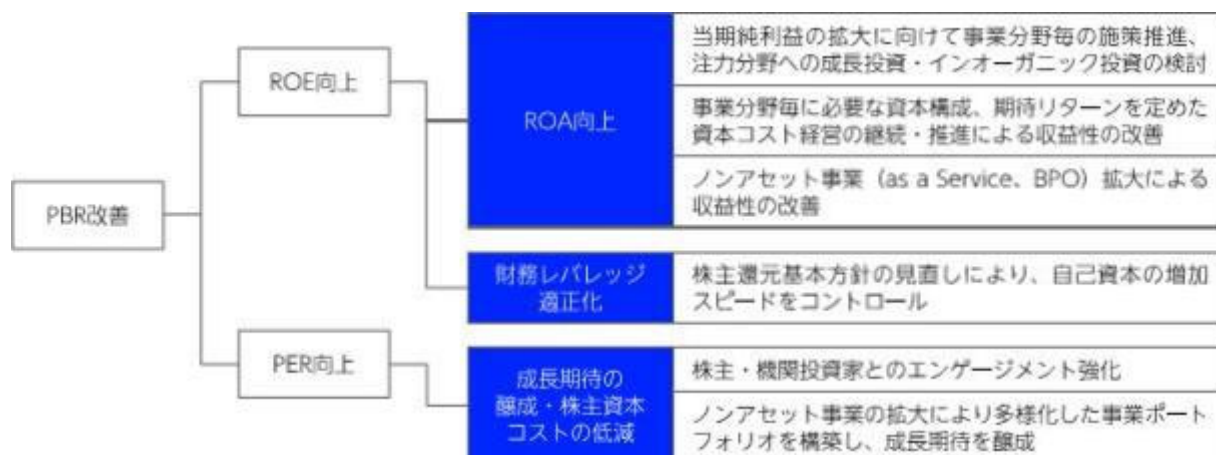 PBR改善
ROE向上
ROA向上
当期純利益の拡大に向けて事業分野毎の施策推進、
注力分野への成長投資・インオーガニック投資の検討
事業分野毎に必要な資本構成、期待リターンを定めた
資本コスト経営の継続・推進による収益性の改善
ノンアセット事業（as a Service、BPO）拡大による
収益性の改善
財務レバレッジ
適正化
株主還元基本方針の見直しにより、自己資本の増加
スピードをコントロール
PER向上
成長期待の
醸成・株主資本
コストの低減
株主・機関投資家とのエンゲージメント強化
ノンアセット事業の拡大により多様化した事業ポート
フォリオを構築し、成長期待を醸成